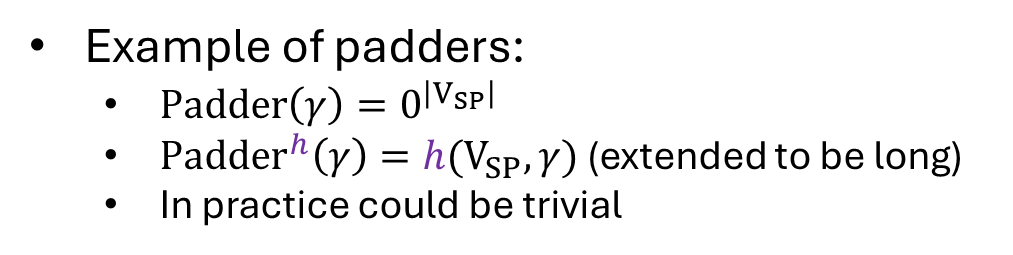 • Example of padders:
• Padder(γ) = 0^|V_SP|
• Padder^h(γ) = h(V_SP, γ) (extended to be long)
• In practice could be trivial